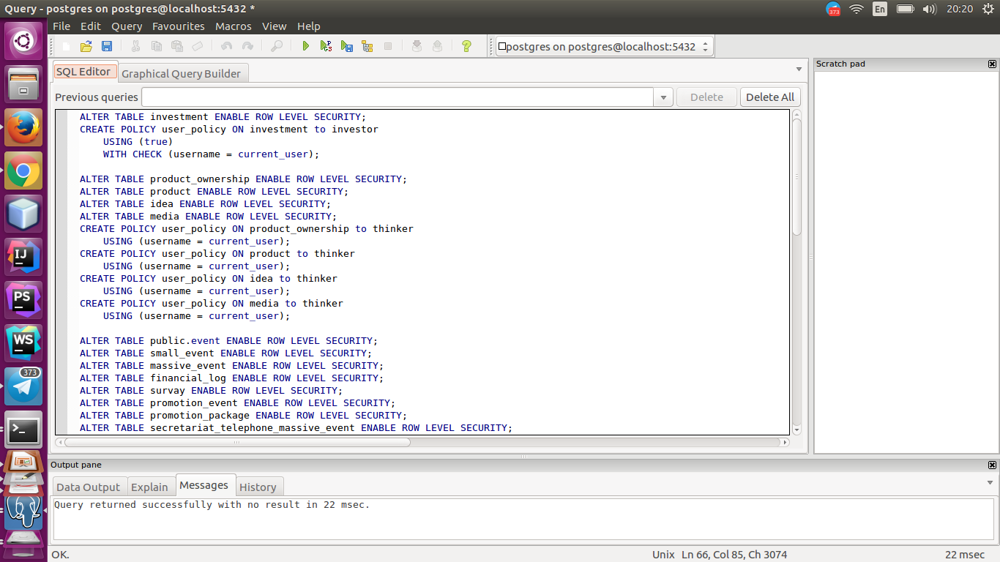 Query - postgres on postgres@localhost:5432 *
373
En
20:20
File Edit Query Favourites Macros View Help
postgres on postgres@localhost:5432
SQL Editor
Graphical Query Builder
Scratch pad
Previous queries
Delete
Delete All
ALTER TABLE investment ENABLE ROW LEVEL SECURITY;
CREATE POLICY user_policy ON investment to investor
USING (true)
WITH CHECK (username = current_user);
ALTER TABLE product_ownership ENABLE ROW LEVEL SECURITY;
ALTER TABLE product ENABLE ROW LEVEL SECURITY;
ALTER TABLE idea ENABLE ROW LEVEL SECURITY;
ALTER TABLE media ENABLE ROW LEVEL SECURITY;
CREATE POLICY user_policy ON product_ownership to thinker
USING (username = current_user);
CREATE POLICY user_policy ON product to thinker
USING (username = current_user);
CREATE POLICY user_policy ON idea to thinker
USING (username = current_user);
CREATE POLICY user_policy ON media to thinker
USING (username = current_user);
ALTER TABLE public.event ENABLE ROW LEVEL SECURITY;
ALTER TABLE small_event ENABLE ROW LEVEL SECURITY;
ALTER TABLE massive_event ENABLE ROW LEVEL SECURITY;
ALTER TABLE financial_log ENABLE ROW LEVEL SECURITY;
ALTER TABLE survay ENABLE ROW LEVEL SECURITY;
ALTER TABLE promotion_event ENABLE ROW LEVEL SECURITY;
ALTER TABLE promotion_package ENABLE ROW LEVEL SECURITY;
ALTER TABLE secretariat_telephone_massive_event ENABLE ROW LEVEL SECURITY;
IJ
PS
WS
373
>_
Output pane
Data Output
Explain
Messages
History
Query returned successfully with no result in 22 msec.
OK.
Unix
Ln 66, Col 85, Ch 3074
22 msec